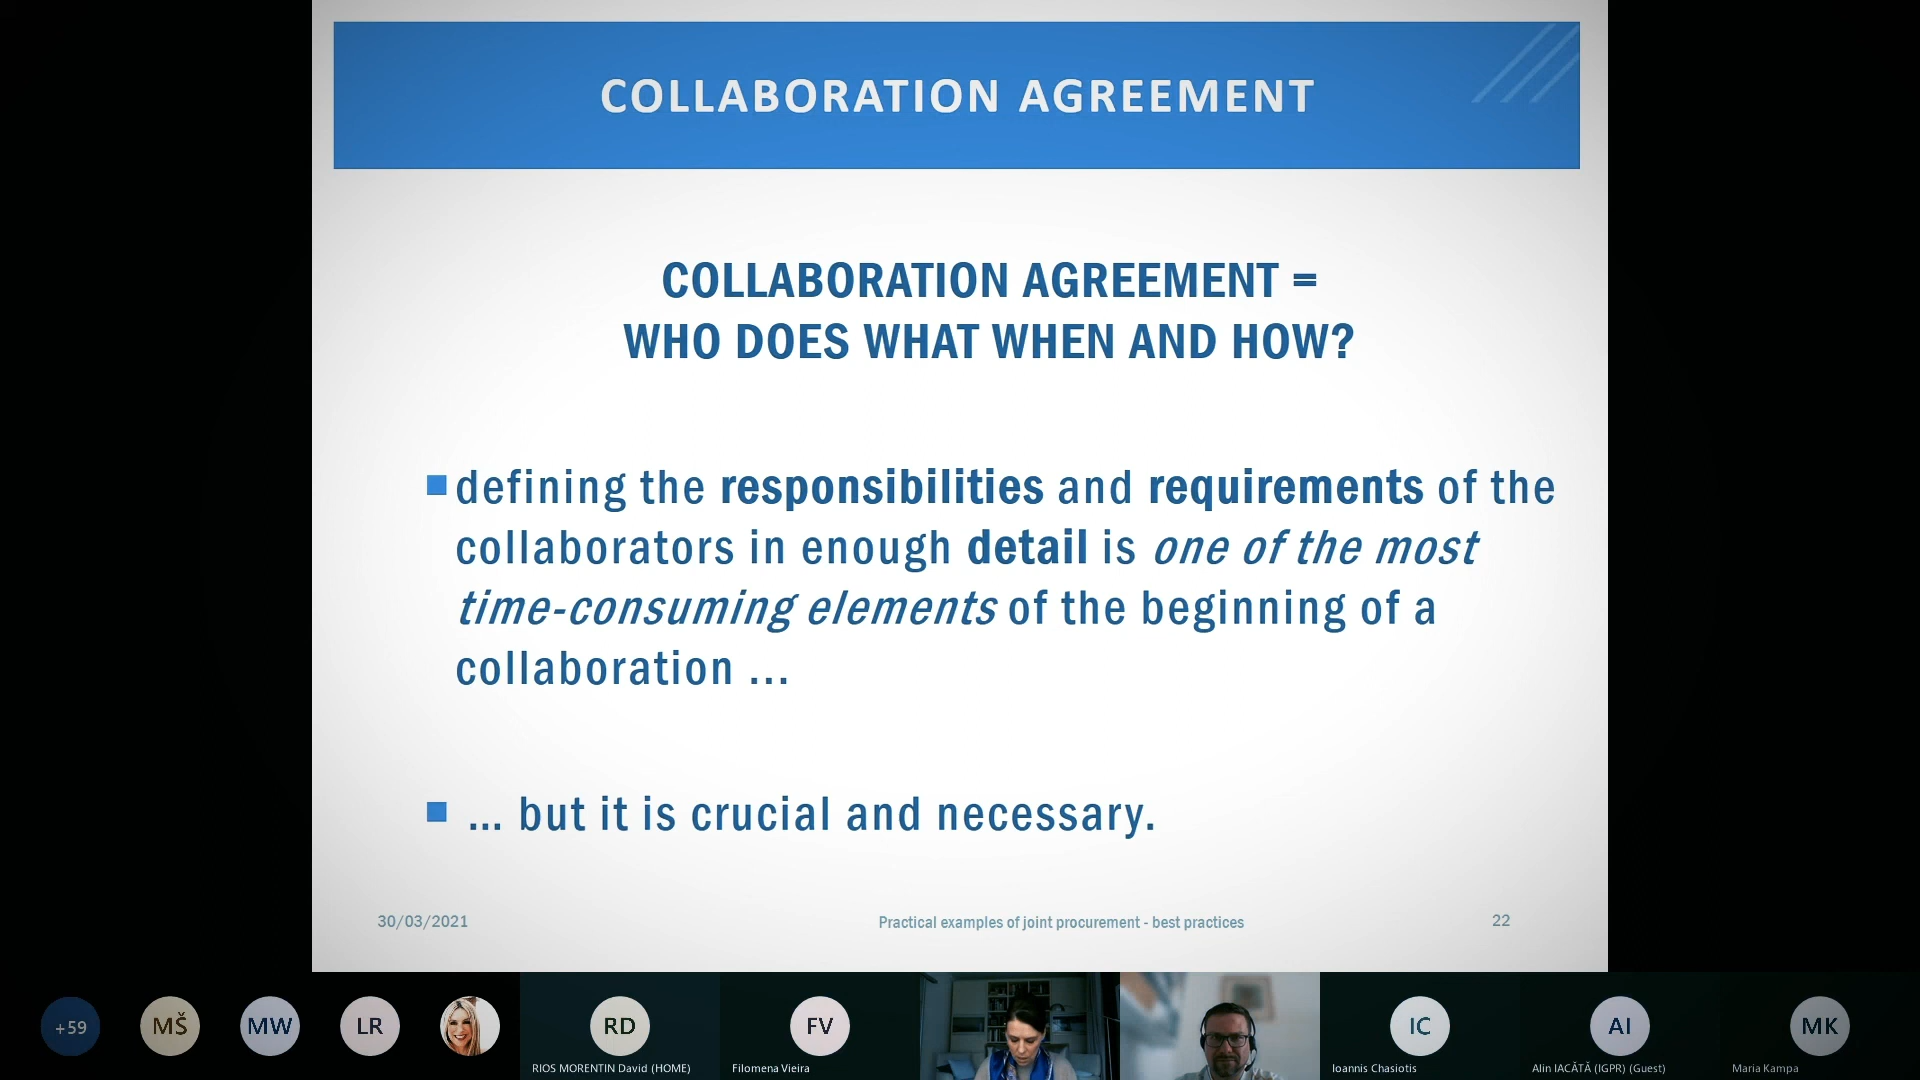 COLLABORATION AGREEMENT
COLLABORATION AGREEMENT =
WHO DOES WHAT WHEN AND HOW?
defining the responsibilities and requirements of the
collaborators in enough detail is one of the most
time-consuming elements of the beginning of a
collaboration ...
... but it is crucial and necessary.
30/03/2021
Practical examples of joint procurement - best practices
22
+59
MŠ
MW
LR
RD
FV
IC
AI
MK
RIOS MORENTIN David (HOME)
Filomena Vieira
Ioannis Chasiotis
Alin IACĂTĂ (IGPR) (Guest)
Maria Kampa